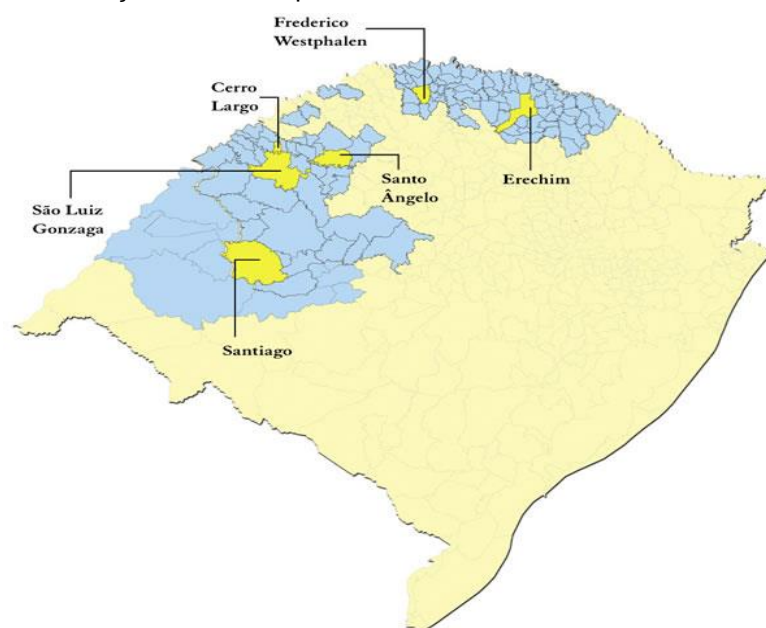 Frederico
Westphalen
Cerro
Largo
Santo
Ângelo
Erechim
São Luiz
Gonzaga
Santiago